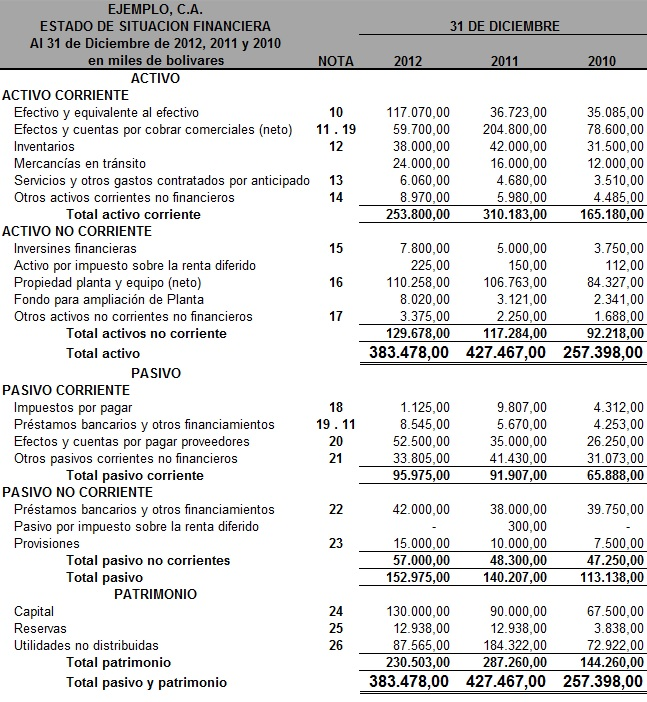 EJEMPLO, C.A.
ESTADO DE SITUACION FINANCIERA 31 DE DICIEMBRE
Al 31 de Diciembre de 2012, 2011 y 2010
en miles de bolivares NOTA 2012 2011 2010
ACTIVO
ACTIVO CORRIENTE
Efectivo y equivalente al efectivo 10 117.070,00 36.723,00 35.085,00
Efectos y cuentas por cobrar comerciales (neto) 11 . 19 59.700,00 204.800,00 78.600,00
Inventarios 12 38.000,00 42.000,00 31.500,00
Mercancías en tránsito 24.000,00 16.000,00 12.000,00
Servicios y otros gastos contratados por anticipado 13 6.060,00 4.680,00 3.510,00
Otros activos corrientes no financieros 14 8.970,00 5.980,00 4.485,00
Total activo corriente 253.800,00 310.183,00 165.180,00
ACTIVO NO CORRIENTE
Inversines financieras 15 7.800,00 5.000,00 3.750,00
Activo por impuesto sobre la renta diferido 225,00 150,00 112,00
Propiedad planta y equipo (neto) 16 110.258,00 106.763,00 84.327,00
Fondo para ampliación de Planta 8.020,00 3.121,00 2.341,00
Otros activos no corrientes no financieros 17 3.375,00 2.250,00 1.688,00
Total activos no corriente 129.678,00 117.284,00 92.218,00
Total activo 383.478,00 427.467,00 257.398,00
PASIVO
PASIVO CORRIENTE
Impuestos por pagar 18 1.125,00 9.807,00 4.312,00
Préstamos bancarios y otros financiamientos 19 . 11 8.545,00 5.670,00 4.253,00
Efectos y cuentas por pagar proveedores 20 52.500,00 35.000,00 26.250,00
Otros pasivos corrientes no financieros 21 33.805,00 41.430,00 31.073,00
Total pasivo corriente 95.975,00 91.907,00 65.888,00
PASIVO NO CORRIENTE
Préstamos bancarios y otros financiamientos 22 42.000,00 38.000,00 39.750,00
Pasivo por impuesto sobre la renta diferido - 300,00 -
Provisiones 23 15.000,00 10.000,00 7.500,00
Total pasivo no corrientes 57.000,00 48.300,00 47.250,00
Total pasivo 152.975,00 140.207,00 113.138,00
PATRIMONIO
Capital 24 130.000,00 90.000,00 67.500,00
Reservas 25 12.938,00 12.938,00 3.838,00
Utilidades no distribuidas 26 87.565,00 184.322,00 72.922,00
Total patrimonio 230.503,00 287.260,00 144.260,00
Total pasivo y patrimonio 383.478,00 427.467,00 257.398,00